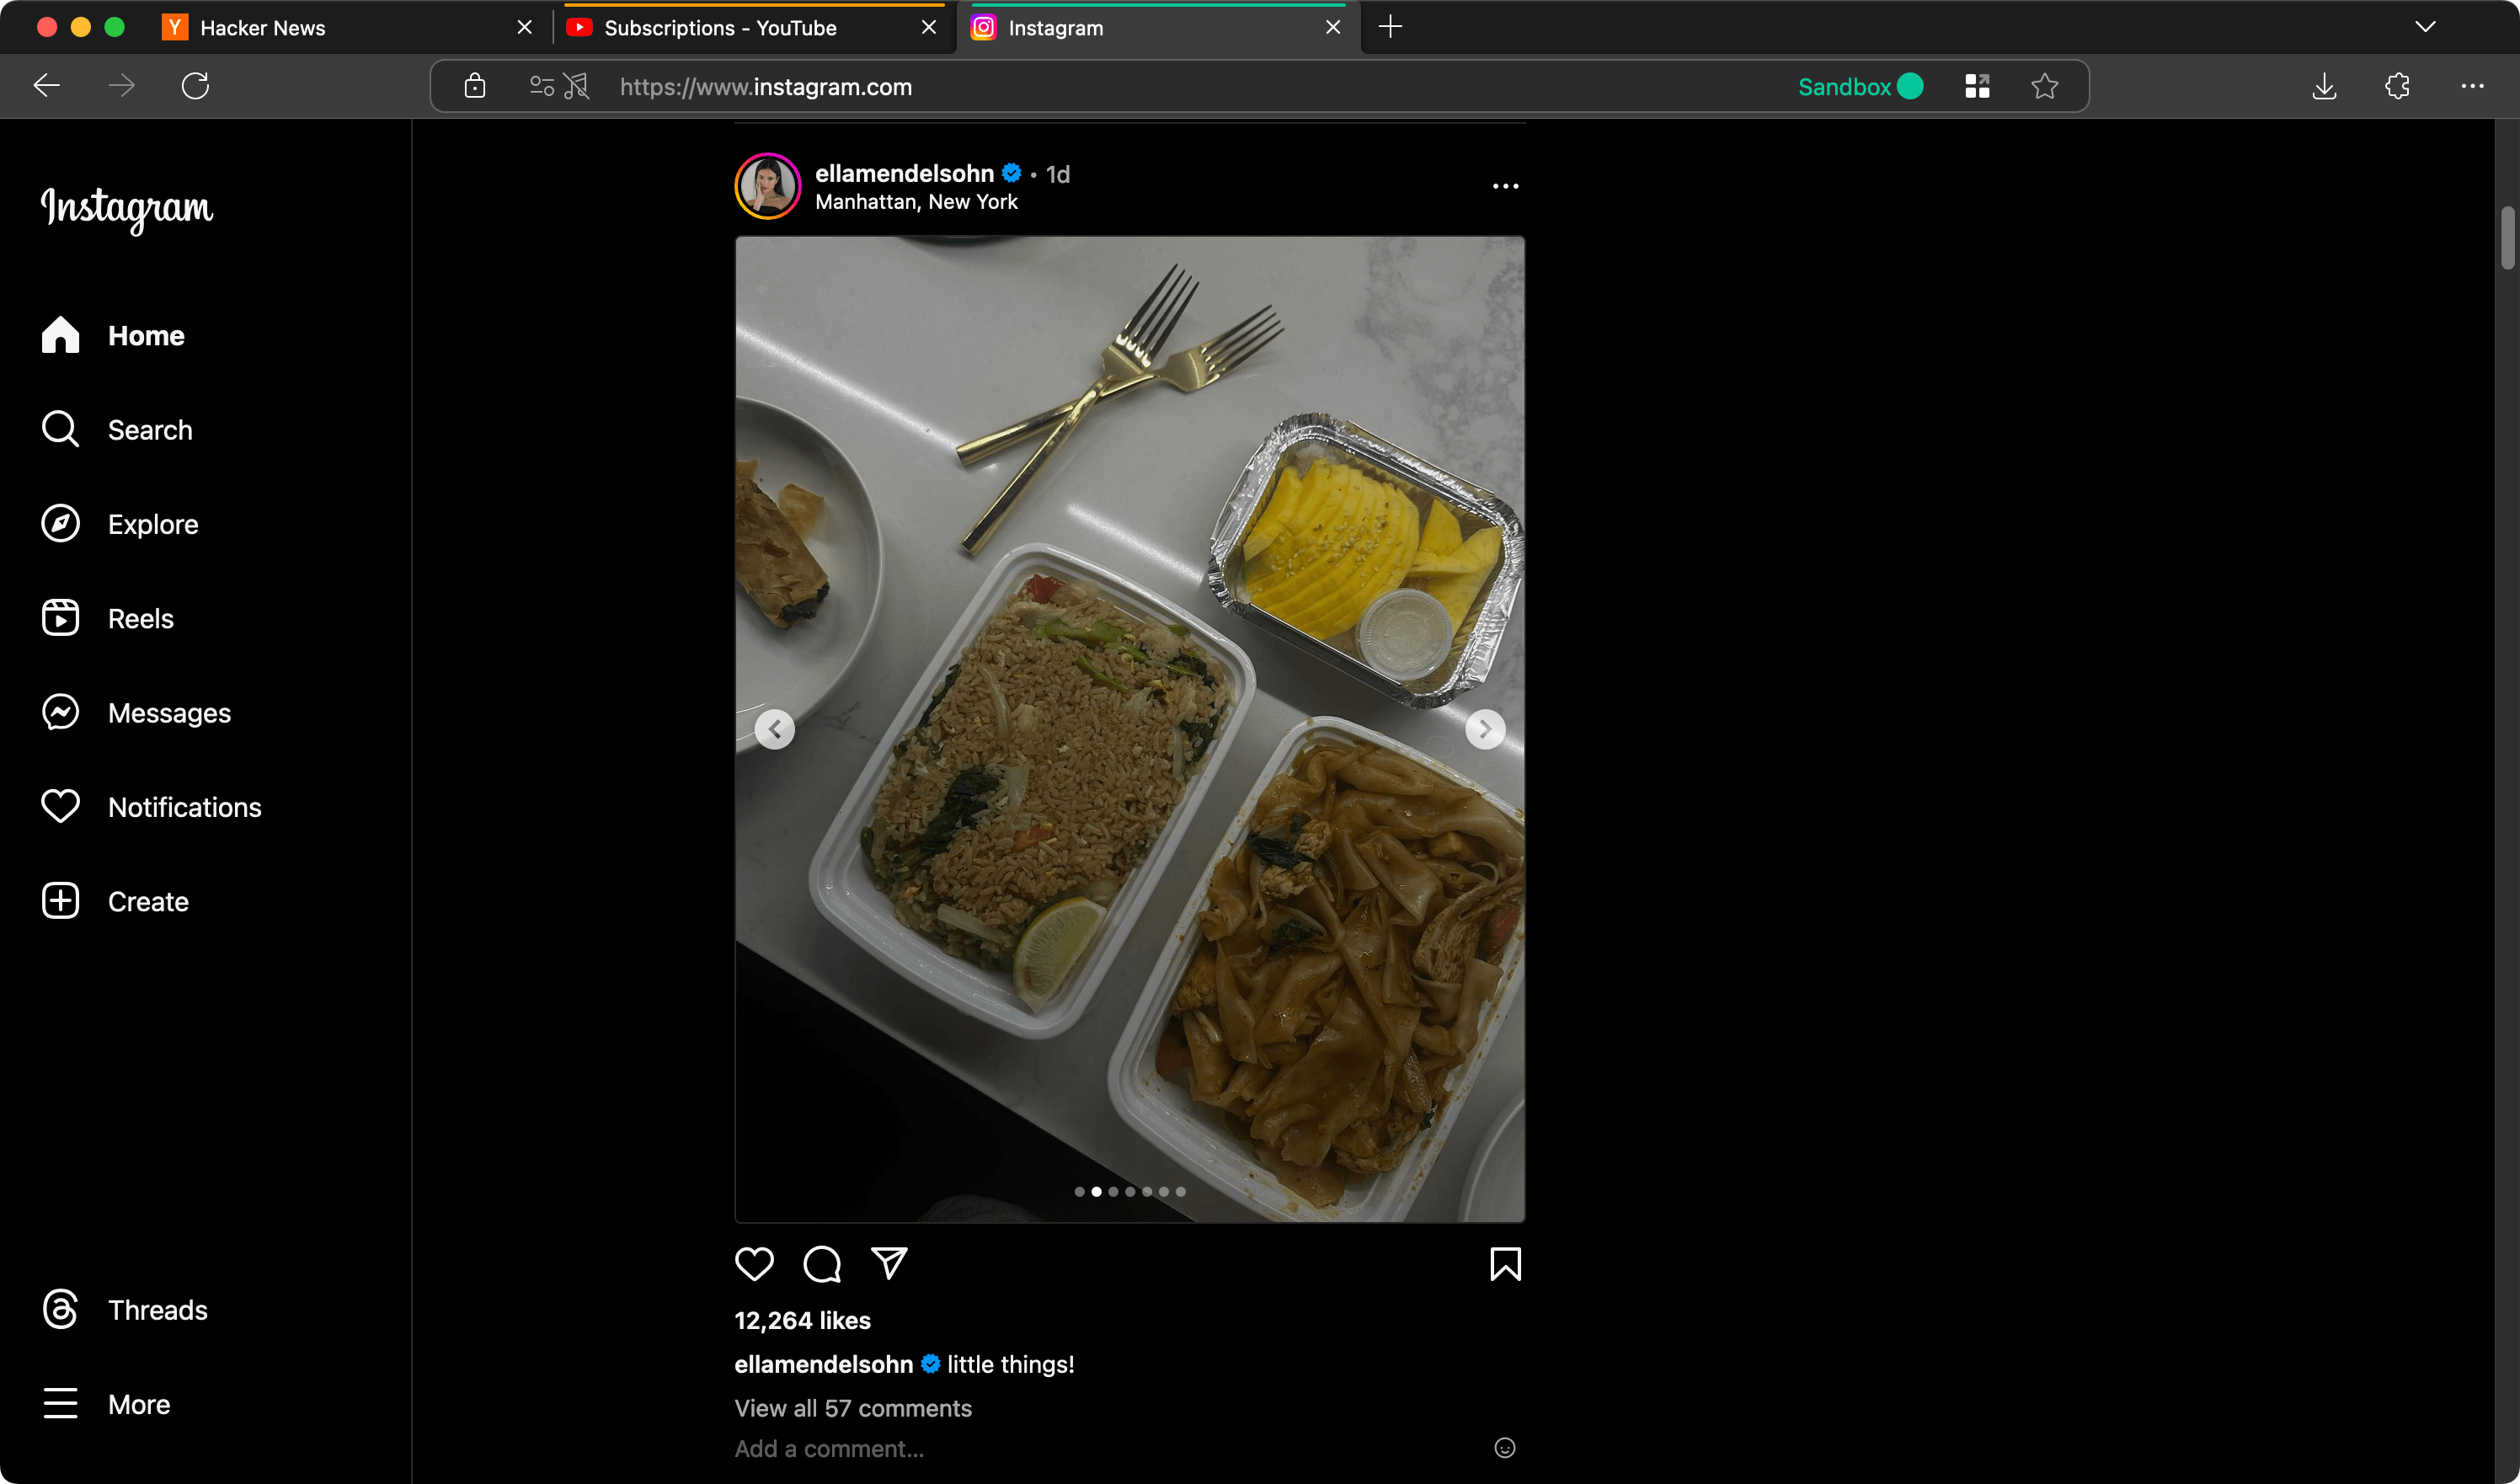 Hacker News
Subscriptions - YouTube
Instagram
https://www.instagram.com
Sandbox
Instagram
Home
Search
Explore
Reels
Messages
Notifications
Create
Threads
More
ellamendelsohn • 1d
Manhattan, New York
12,264 likes
ellamendelsohn little things!
View all 57 comments
Add a comment...